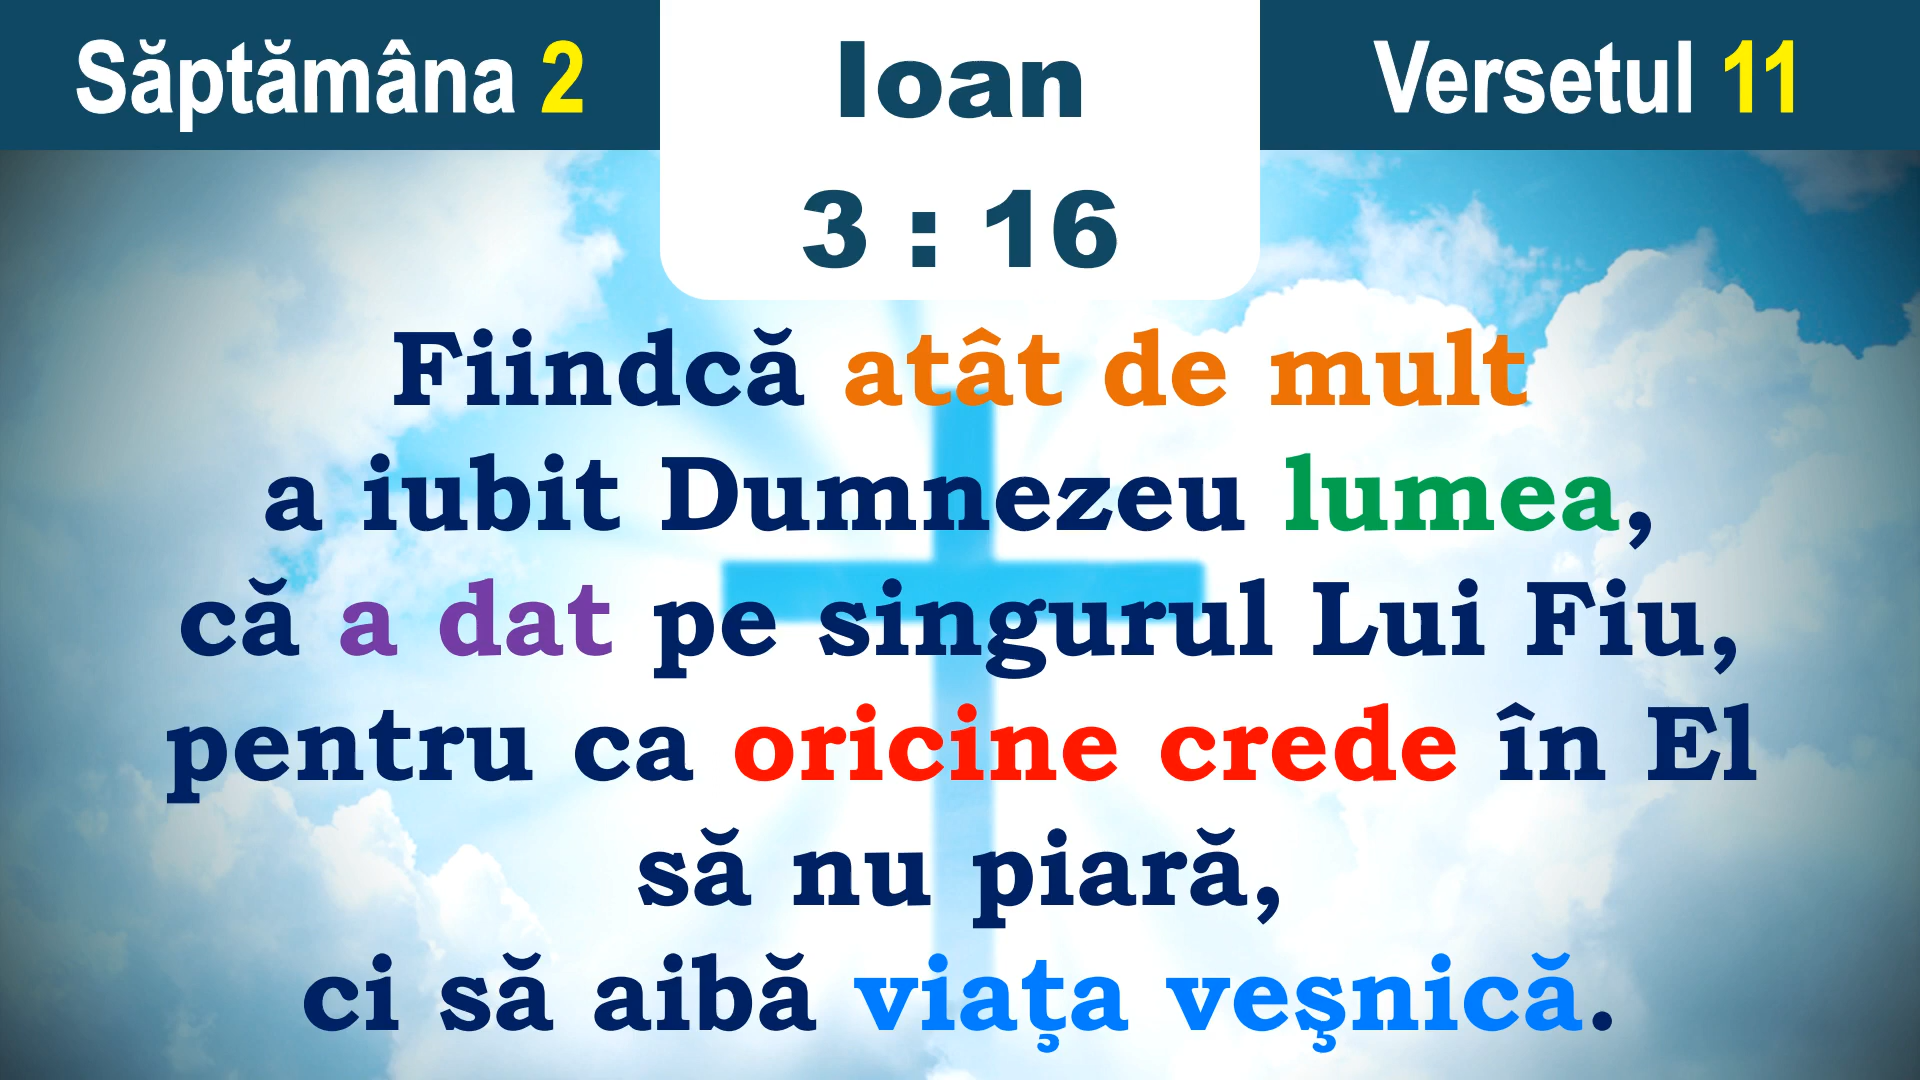 Săptămâna 2
Ioan
3 : 16
Versetul 11
Fiindcă atât de mult
a iubit Dumnezeu lumea,
că a dat pe singurul Lui Fiu,
pentru ca oricine crede în El
să nu piară,
ci să aibă viaţa veşnică.